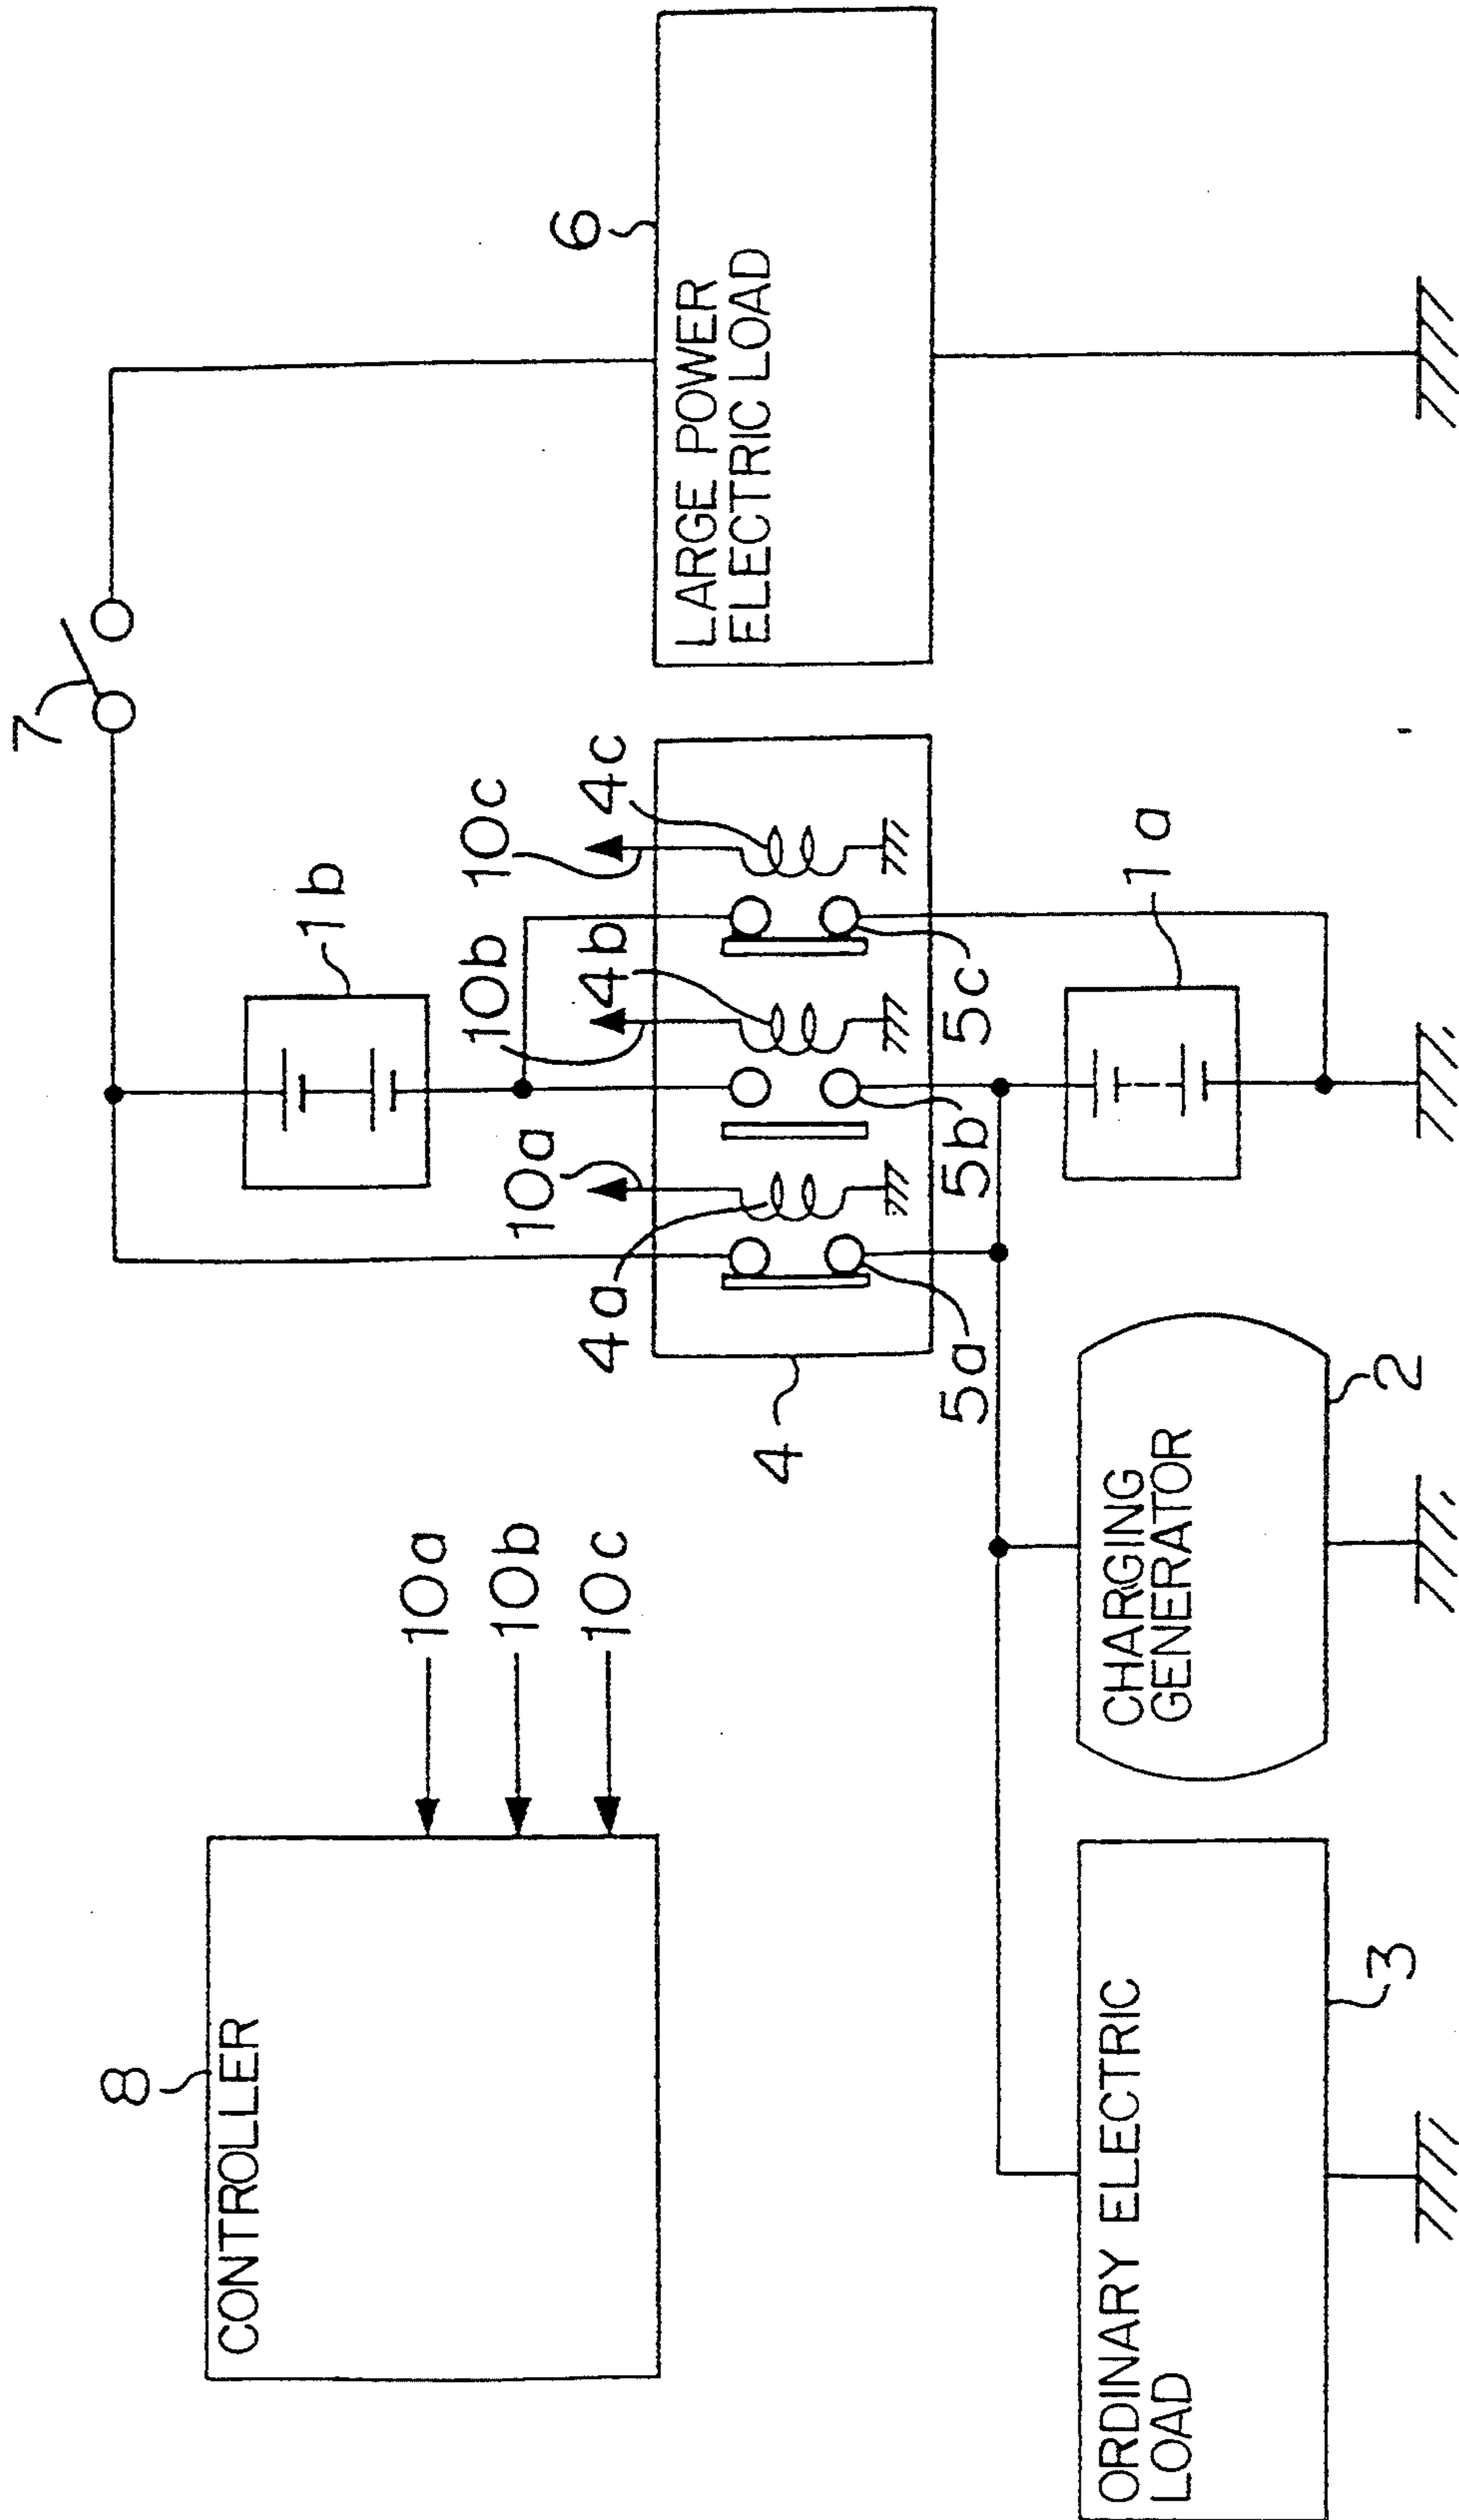 8
CONTROLLER
10a
10b
10c
7
1b
10a
10b
10c
4a
4b
4c
4
5a
5b
5c
6
LARGE POWER
ELECTRIC LOAD
1a
ORDINARY ELECTRIC
LOAD
3
CHARGING
GENERATOR
2